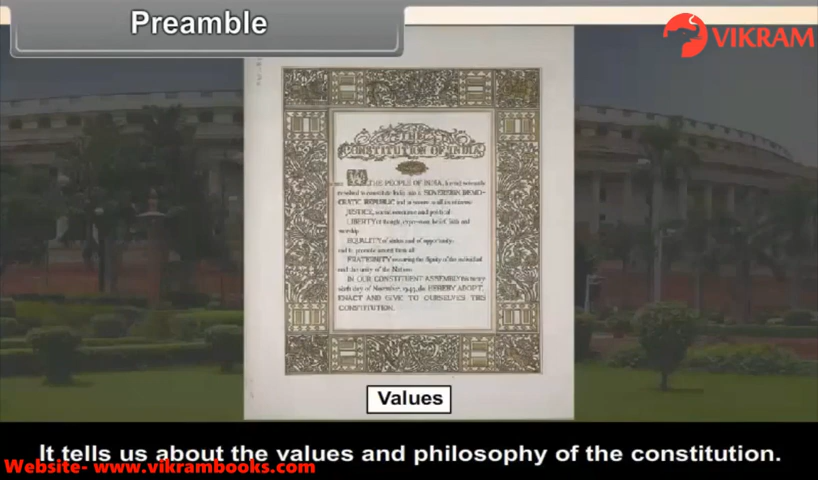 Preamble
VIKRAM
THE
CONSTITUTION OF INDIA
WE, THE PEOPLE OF INDIA, having solemnly
resolved to constitute India into a SOVEREIGN DEMO-
CRATIC REPUBLIC and to secure to all its citizens:
JUSTICE, social, economic and political;
LIBERTY of thought, expression, belief, faith and
worship;
EQUALITY of status and of opportunity;
and to promote among them all
FRATERNITY assuring the dignity of the individual
and the unity of the Nation;
IN OUR CONSTITUENT ASSEMBLY this twenty-
sixth day of November, 1949, do HEREBY ADOPT,
ENACT AND GIVE TO OURSELVES THIS
CONSTITUTION.
Values
It tells us about the values and philosophy of the constitution.
Website- www.vikrambooks.com